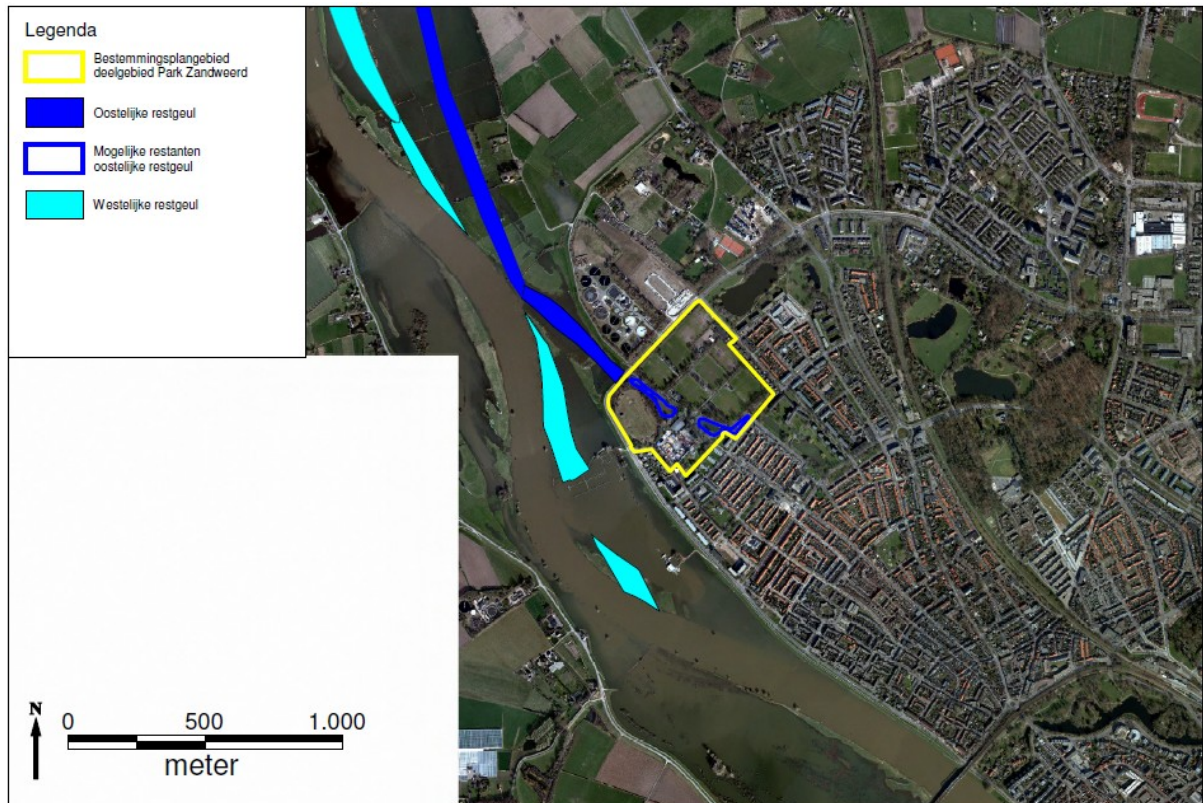 Legenda
Bestemmingsplangebied
deelgebied Park Zandweerd
Oostelijke restgeul
Mogelijke restanten
oostelijke restgeul
Westelijke restgeul
N
0 500 1.000
meter